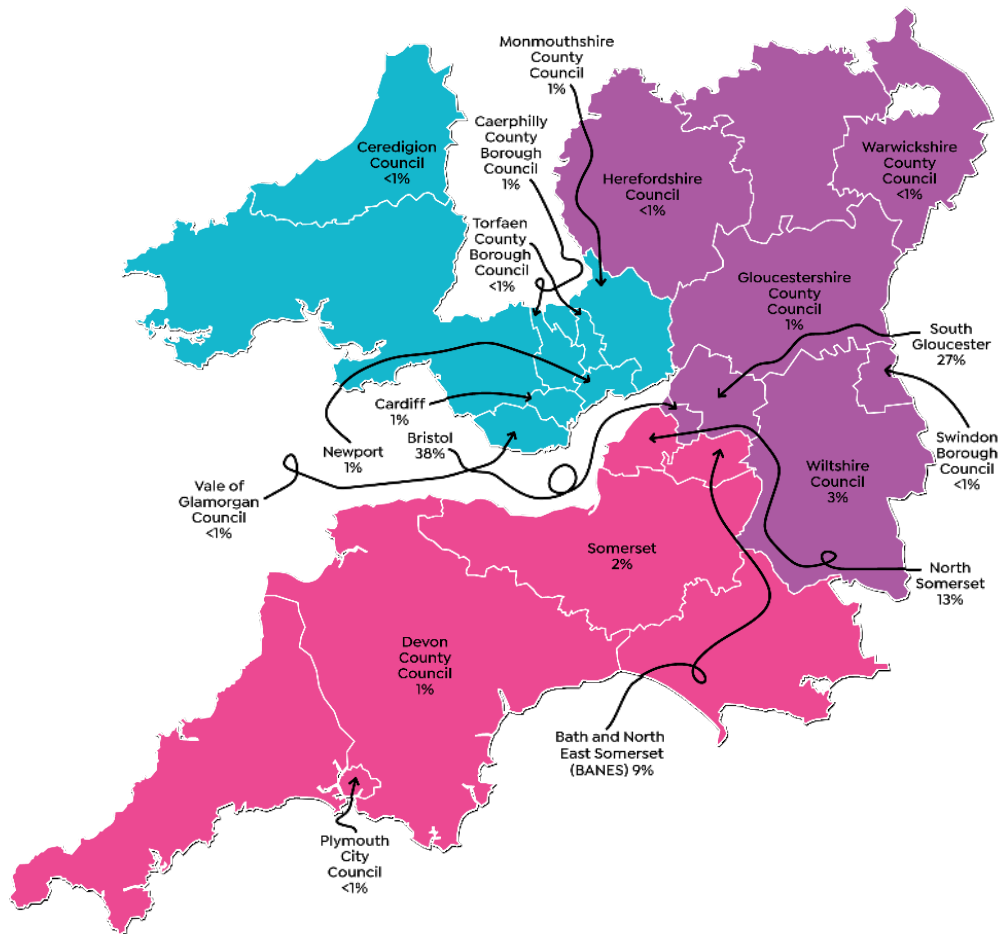 Monmouthshire
County
Council
1%
Caerphilly
County
Borough
Council
1%
Ceredigion
Council
<1%
Warwickshire
County
Council
<1%
Herefordshire
Council
<1%
Torfaen
County
Borough
Council
<1%
Gloucestershire
County
Council
1%
South
Gloucester
27%
Cardiff
1%
Newport
1%
Bristol
38%
Swindon
Borough
Council
<1%
Wiltshire
Council
3%
Vale of
Glamorgan
Council
<1%
Somerset
2%
North
Somerset
13%
Devon
County
Council
1%
Bath and North
East Somerset
(BANES) 9%
Plymouth
City
Council
<1%